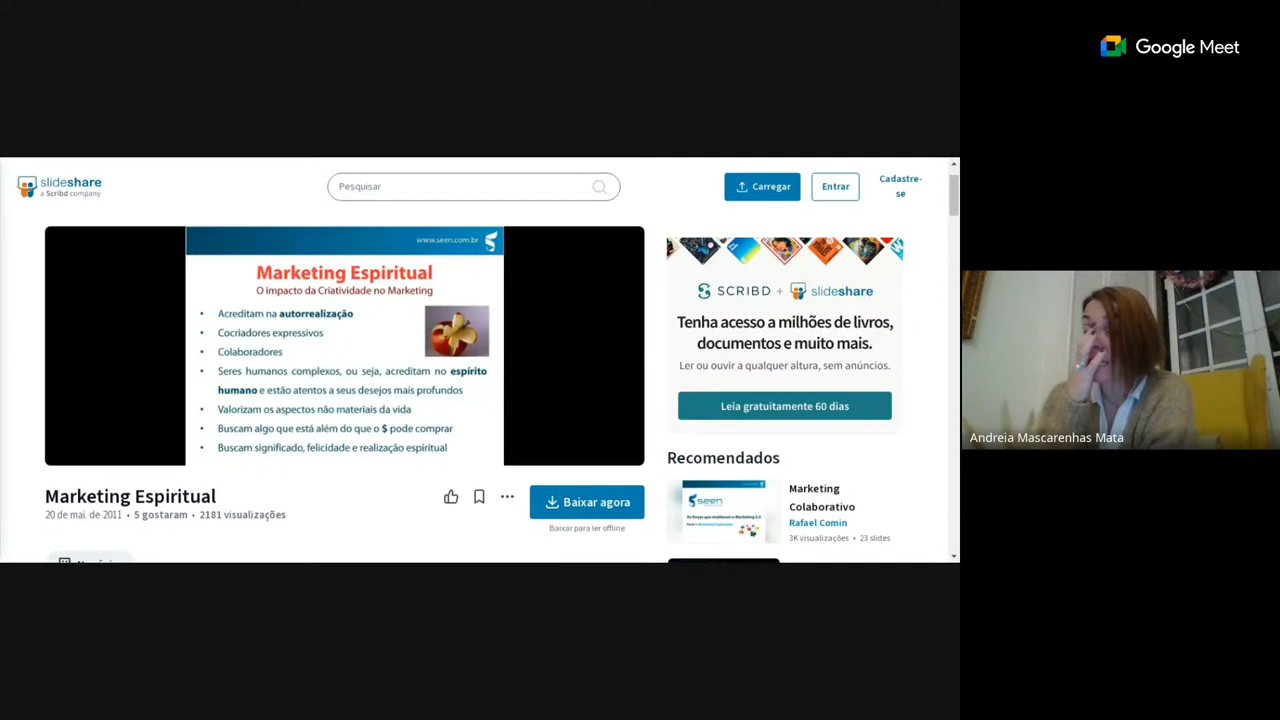 Google Meet
slideshare
a Scribd company
Pesquisar
Carregar
Entrar
Cadastre-
se
www.seen.com.br
Marketing Espiritual
O impacto da Criatividade no Marketing
• Acreditam na autorrealização
• Cocriadores expressivos
• Colaboradores
• Seres humanos complexos, ou seja, acreditam no espírito
humano e estão atentos a seus desejos mais profundos
• Valorizam os aspectos não materiais da vida
• Buscam algo que está além do que o $ pode comprar
• Buscam significado, felicidade e realização espiritual
Marketing Espiritual
20 de mai. de 2011 • 5 gostaram • 2181 visualizações
Baixar agora
Baixar para ler offline
SCRIBD + slideshare
Tenha acesso a milhões de livros,
documentos e muito mais.
Ler ou ouvir a qualquer altura, sem anúncios.
Leia gratuitamente 60 dias
Recomendados
seen
Marketing
Colaborativo
Rafael Comin
3K visualizações • 23 slides
Andreia Mascarenhas Mata